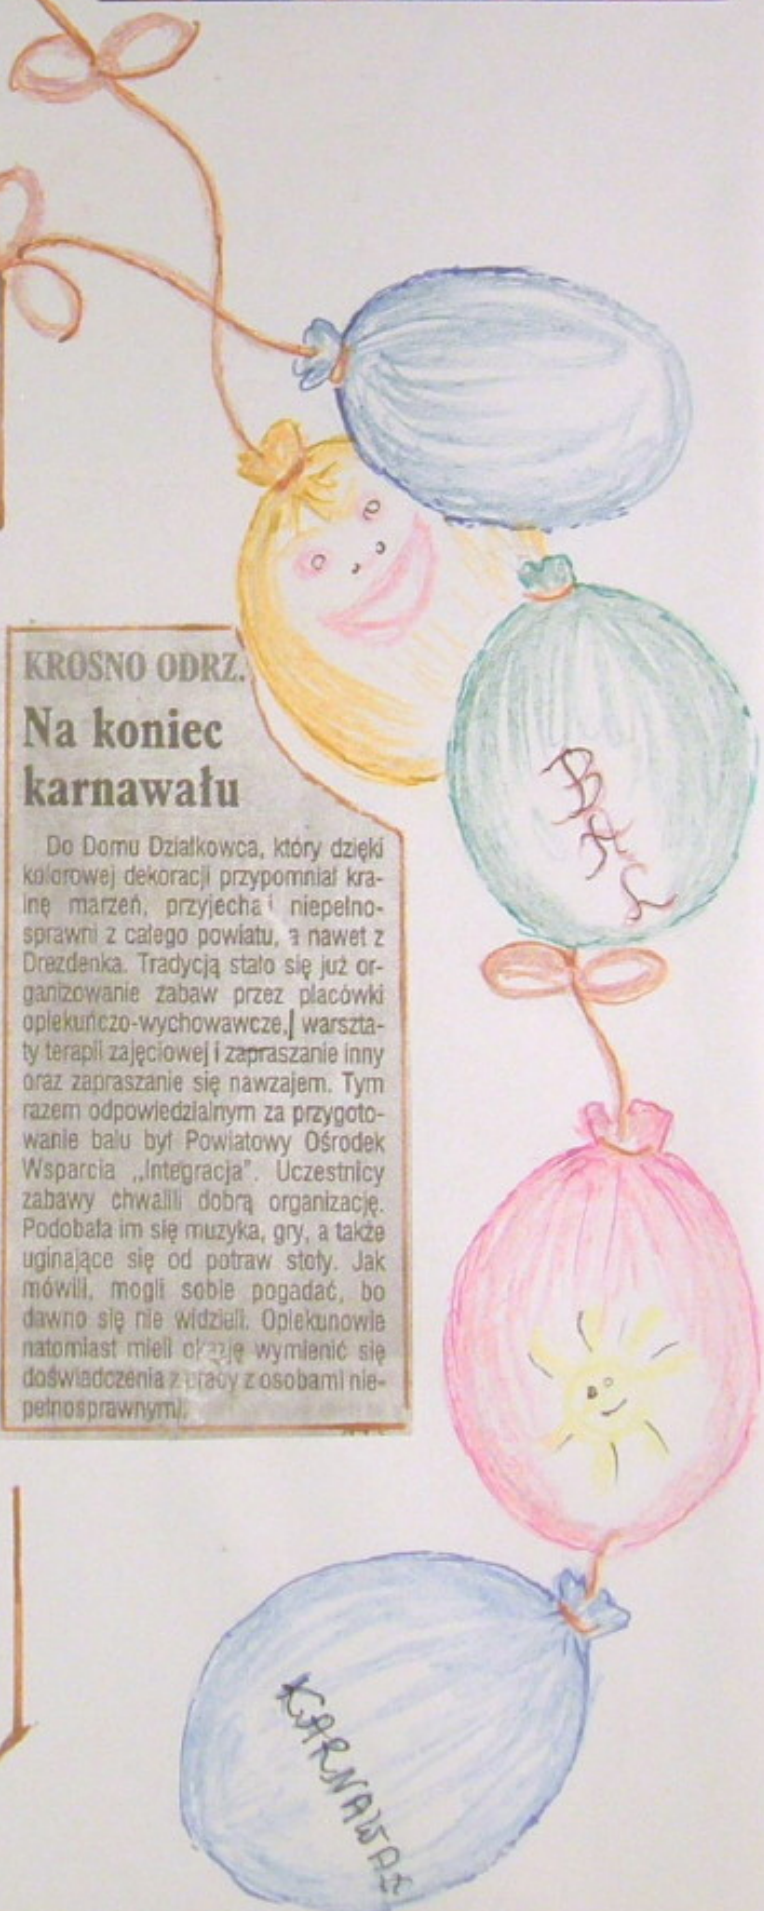 KROSNO ODRZ.
Na koniec
karnawału
Do Domu Działkowca, który dzięki
kolorowej dekoracji przypomniał kra-
inę marzeń, przyjechali niepełno-
sprawni z całego powiatu, a nawet z
Drezdenka. Tradycją stało się już or-
ganizowanie zabaw przez placówki
opiekuńczo-wychowawcze, warszta-
ty terapii zajęciowej i zapraszanie inny
oraz zapraszanie się nawzajem. Tym
razem odpowiedzialnym za przygoto-
wanie balu był Powiatowy Ośrodek
Wsparcia „Integracja”. Uczestnicy
zabawy chwalili dobrą organizację.
Podobała im się muzyka, gry, a także
uginające się od potraw stoły. Jak
mówili, mogli sobie pogadać, bo
dawno się nie widzieli. Opiekunowie
natomiast mieli okazję wymienić się
doświadczenia z pracy z osobami nie-
pełnosprawnymi.
BAL
KARNAWAŁ